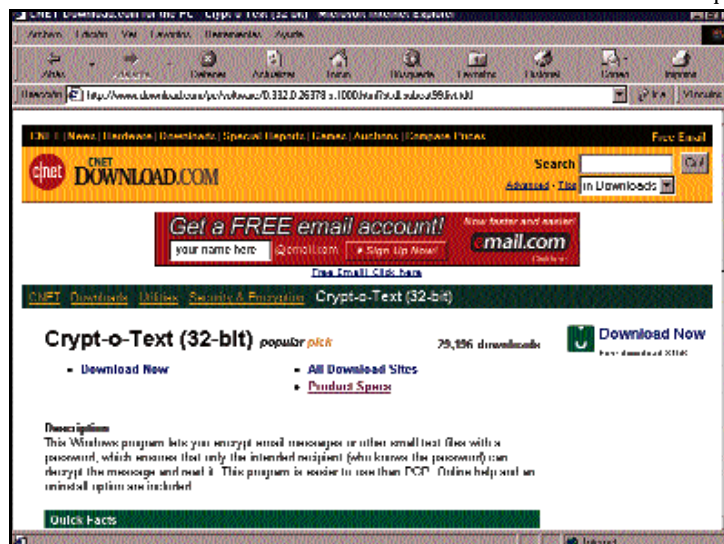 CNET Download.com for the PC - Crypt-o-Text (32-bit) - Microsoft Internet Explorer
Archivo Edición Ver Favoritos Herramientas Ayuda
Atrás Detener Actualizar Inicio Búsqueda Favoritos Historial Correo Imprimir
Dirección Ir a Vínculos
CNET | News | Hardware | Downloads | Special Reports | Games | Auctions | Compare Prices Free Email
c|net CNET DOWNLOAD.COM
Search Go!
Advanced - Tips in Downloads
Get a FREE email account! Now faster and easier
your name here @email.com Sign Up Now! email.com
Free Email Click here
CNET Downloads Utilities Security & Encryption Crypt-o-Text (32-bit)
Crypt-o-Text (32-bit) popular pick 79,196 downloads Download Now
• Download Now • All Download Sites
• Product Specs
Description
This Windows program lets you encrypt email messages or other small text files with a
password, which ensures that only the intended recipient (who knows the password) can
decrypt the message and read it. This program is easier to use than PGP. Online help and an
uninstall option are included.
Quick Facts
Internet